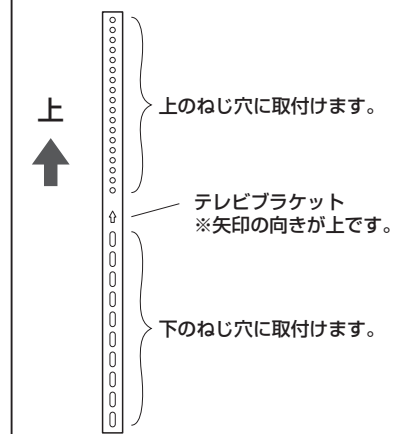 上のねじ穴に取付けます。
上
テレビブラケット
※矢印の向きが上です。
下のねじ穴に取付けます。